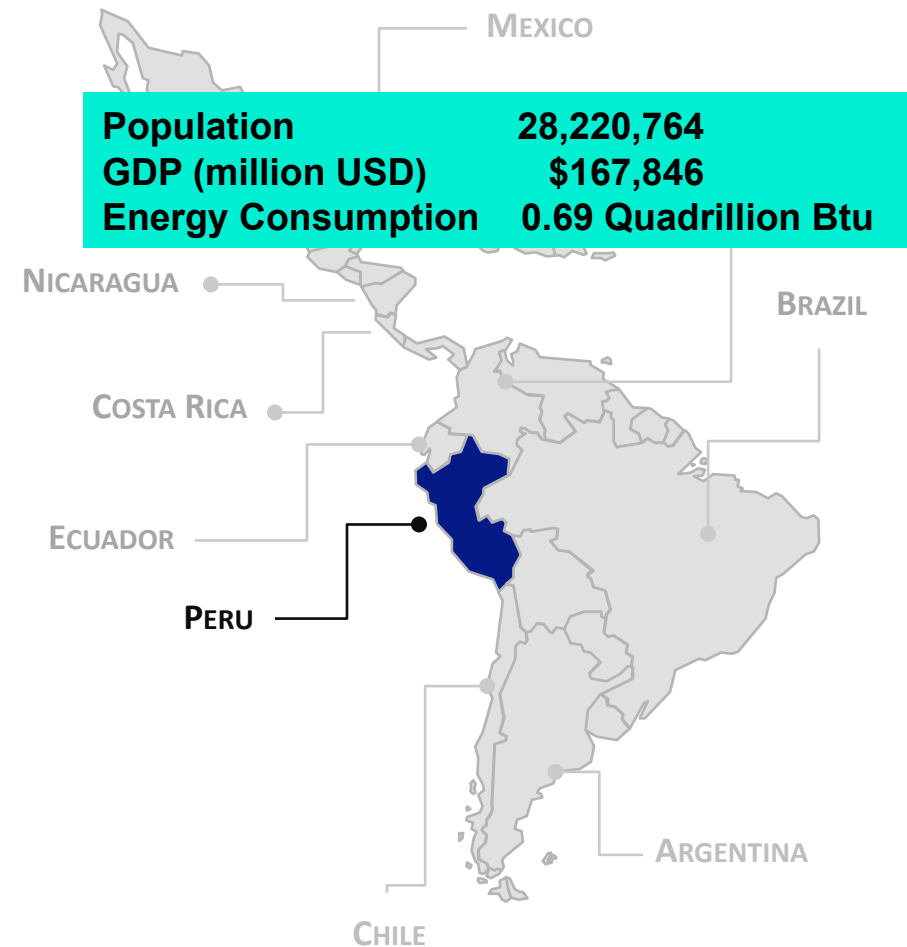 MEXICO
Population 28,220,764
GDP (million USD) $167,846
Energy Consumption 0.69 Quadrillion Btu
NICARAGUA
BRAZIL
COSTA RICA
ECUADOR
PERU
ARGENTINA
CHILE